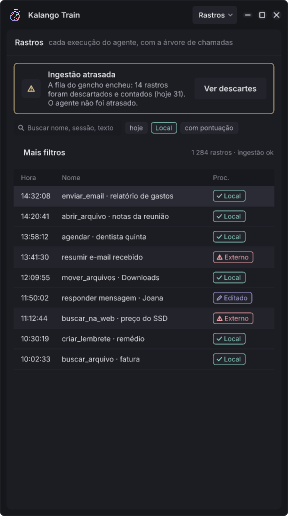 Kalango Train
Rastros
Rastros cada execução do agente, com a árvore de chamadas
Ingestão atrasada
A fila do gancho encheu: 14 rastros
foram descartados e contados (hoje 31).
O agente não foi atrasado.
Ver descartes
Buscar nome, sessão, texto
hoje
Local
com pontuação
Mais filtros
1 284 rastros · ingestão ok
Hora Nome Proc.
14:32:08 enviar_email · relatório de gastos Local
14:20:41 abrir_arquivo · notas da reunião Local
13:58:12 agendar · dentista quinta Local
13:41:30 resumir e-mail recebido Externo
12:09:55 mover_arquivos · Downloads Local
11:50:02 responder mensagem · Joana Editado
11:12:44 buscar_na_web · preço do SSD Externo
10:30:19 criar_lembrete · remédio Local
10:02:33 buscar_arquivo · fatura Local